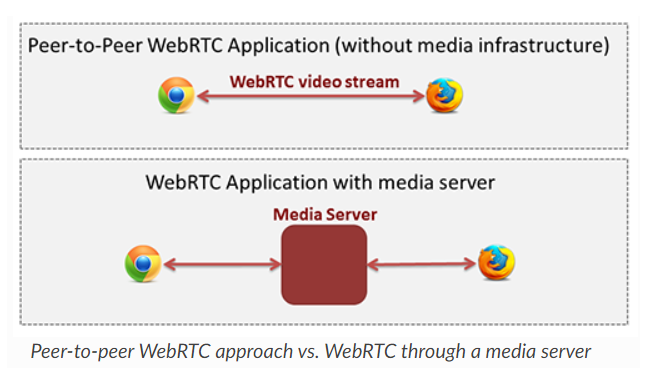 Peer-to-Peer WebRTC Application (without media infrastructure)
WebRTC video stream
WebRTC Application with media server
Media Server
Peer-to-peer WebRTC approach vs. WebRTC through a media server